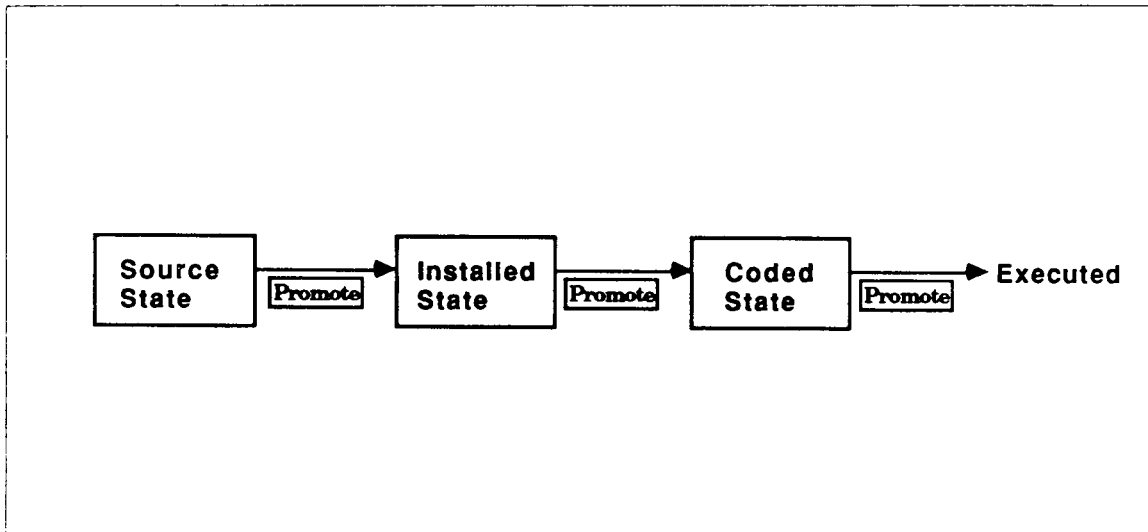 Source
State
Promote
Installed
State
Promote
Coded
State
Promote
Executed